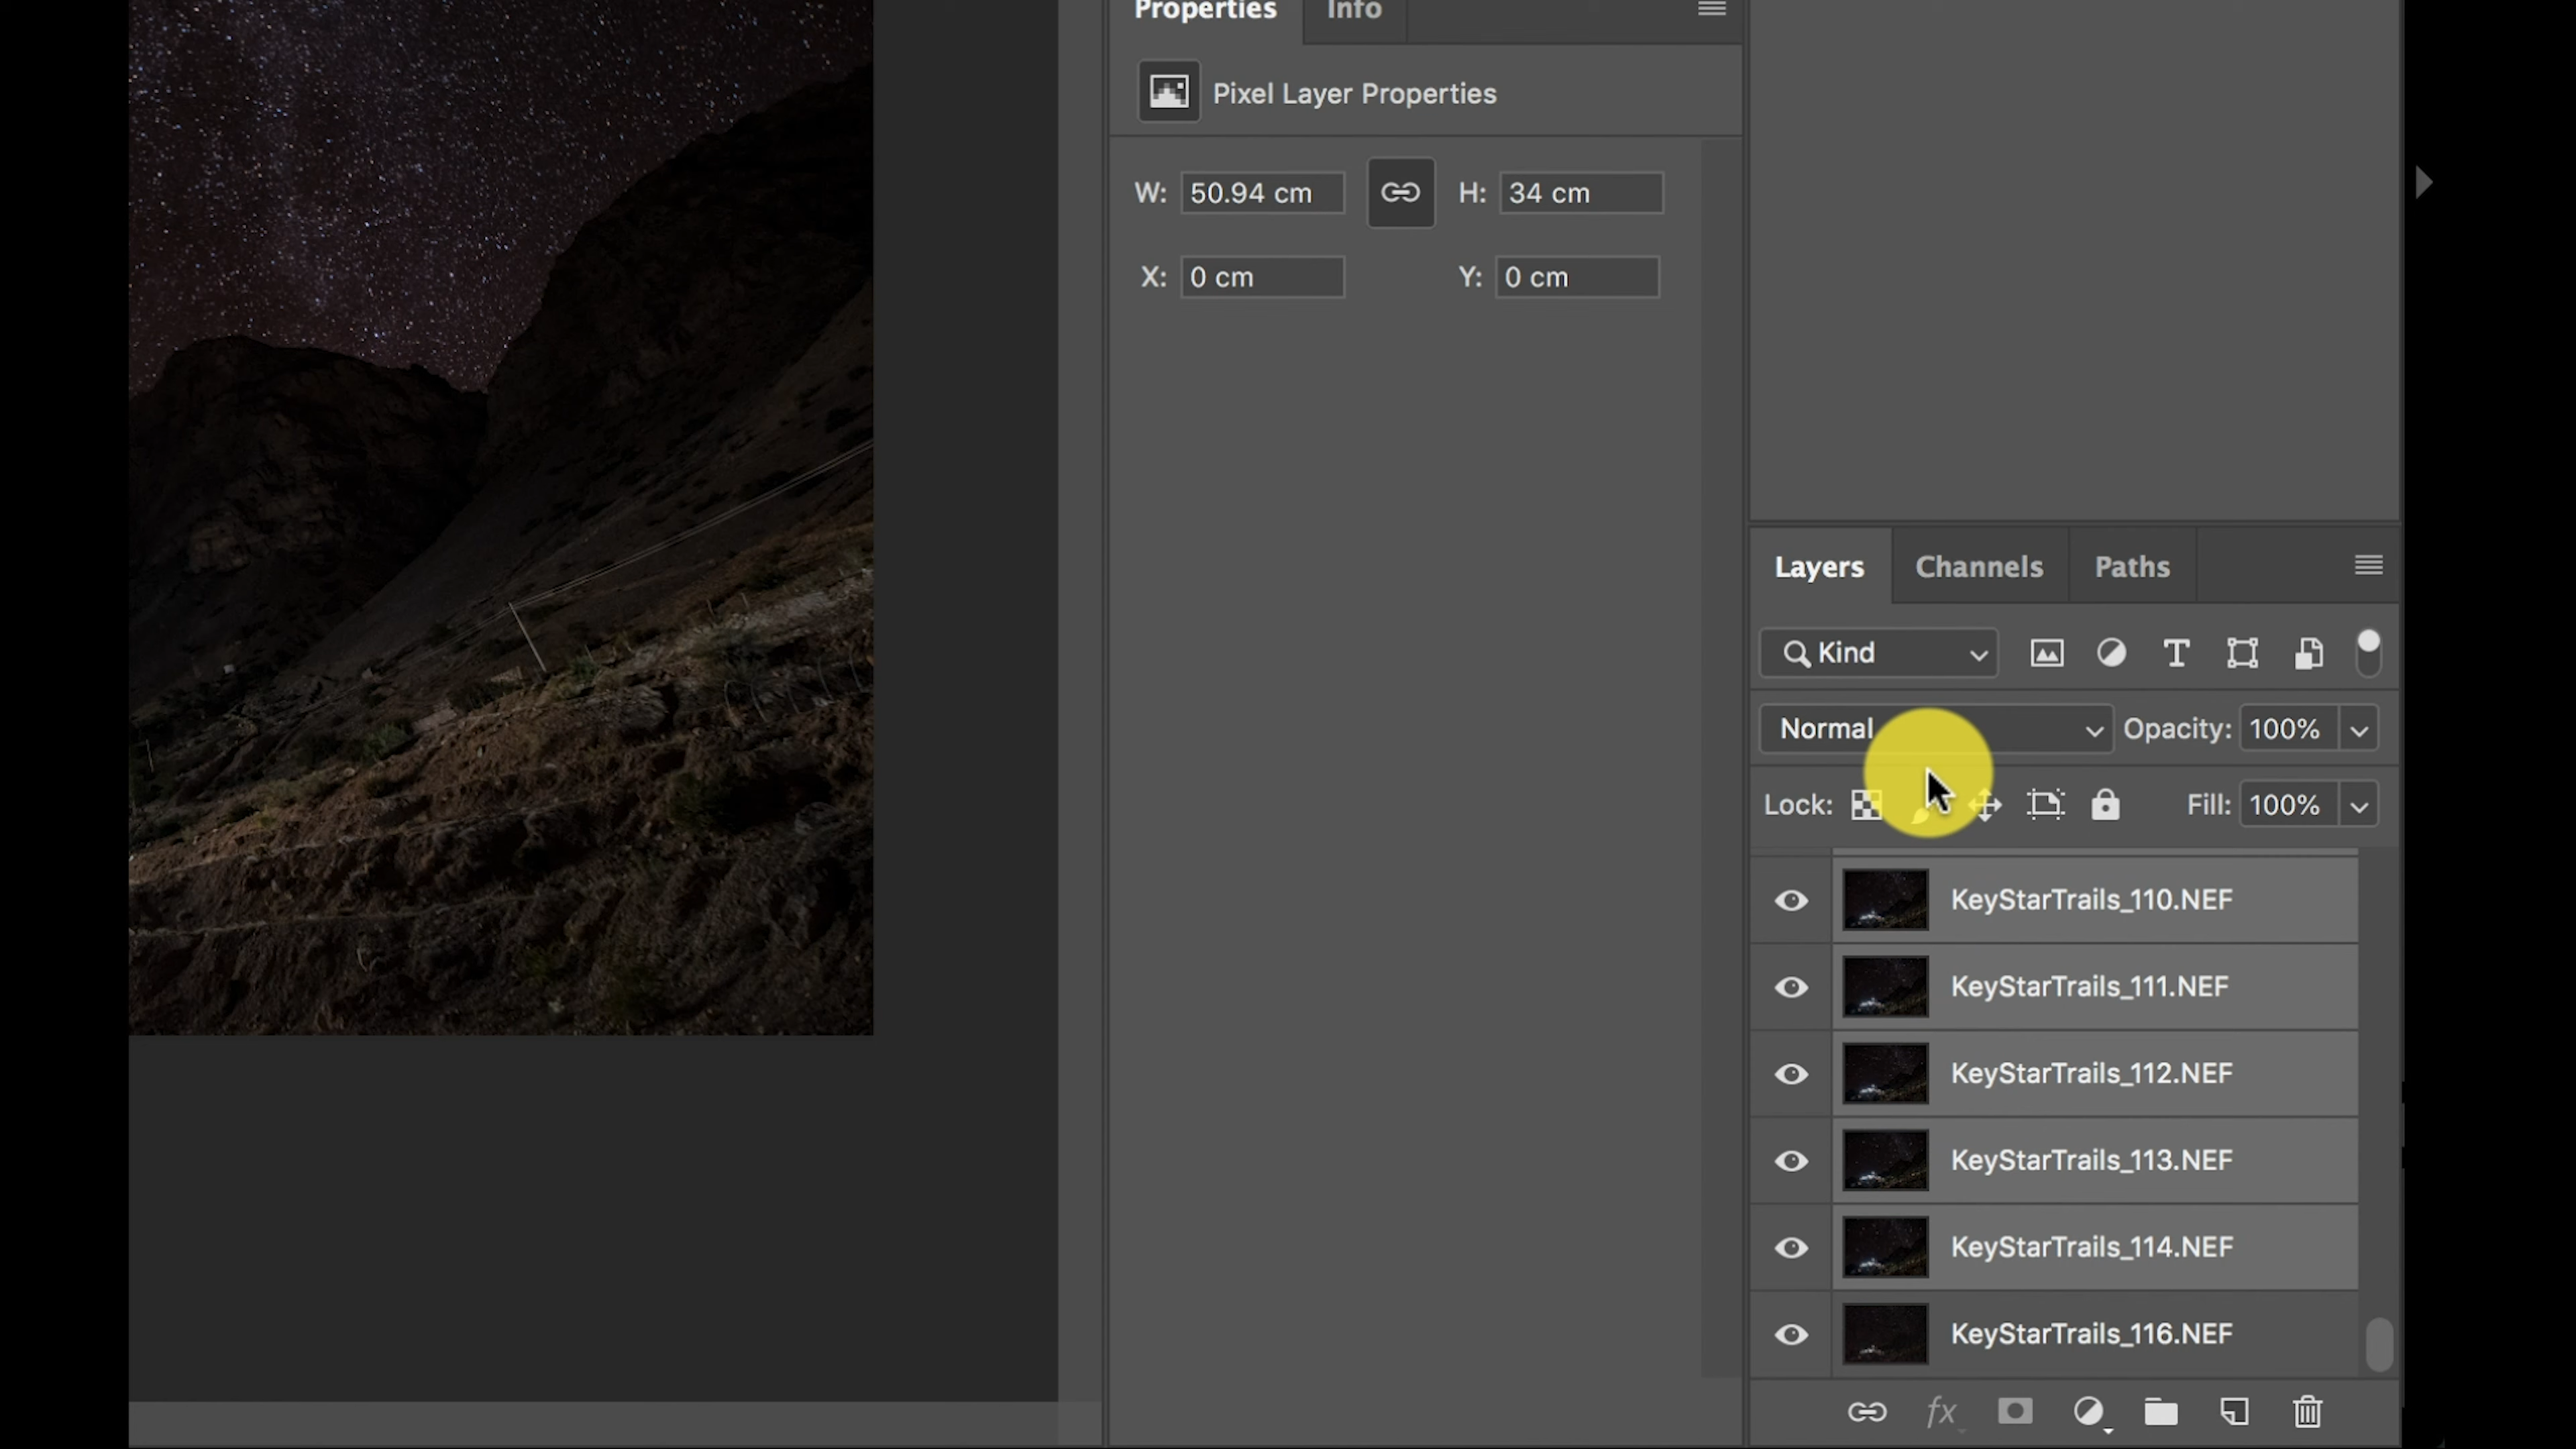 Properties Info
Pixel Layer Properties
W: 50.94 cm H: 34 cm
X: 0 cm Y: 0 cm
Layers Channels Paths
Kind
Normal Opacity: 100%
Lock: Fill: 100%
KeyStarTrails_110.NEF
KeyStarTrails_111.NEF
KeyStarTrails_112.NEF
KeyStarTrails_113.NEF
KeyStarTrails_114.NEF
KeyStarTrails_116.NEF
fx